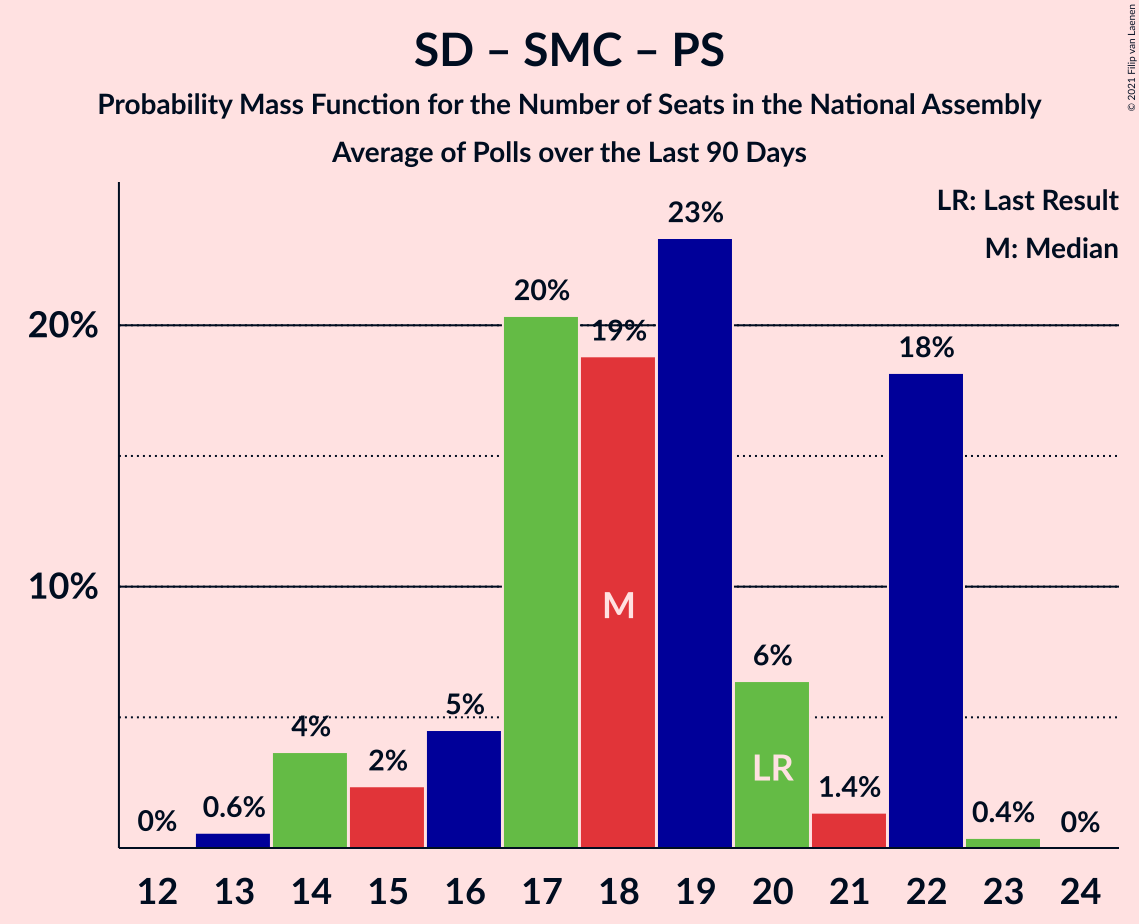 SD – SMC – PS
Probability Mass Function for the Number of Seats in the National Assembly
Average of Polls over the Last 90 Days
© 2021 Filip van Laenen
LR: Last Result
M: Median
23%
20%
20%
19%
18%
10%
M
6%
5%
4%
LR
2%
1.4%
0.6%
0.4%
0%
0%
12 13 14 15 16 17 18 19 20 21 22 23 24